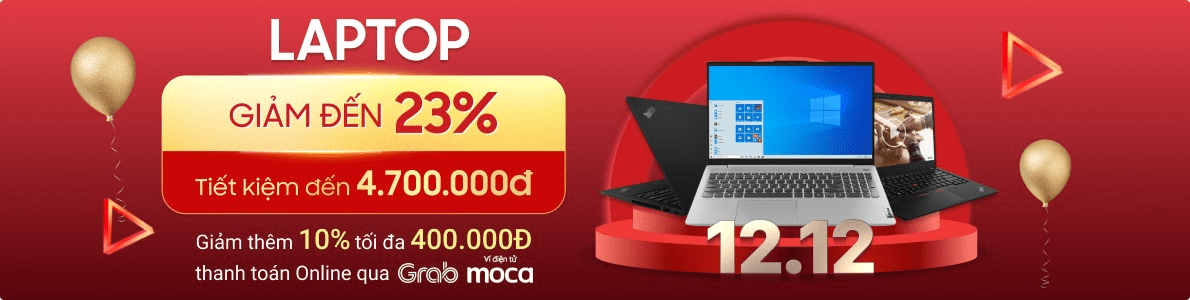 LAPTOP
GIẢM ĐẾN 23%
Tiết kiệm đến 4.700.000đ
Giảm thêm 10% tối đa 400.000Đ
Ví điện tử
thanh toán Online qua Grab moca
12.12